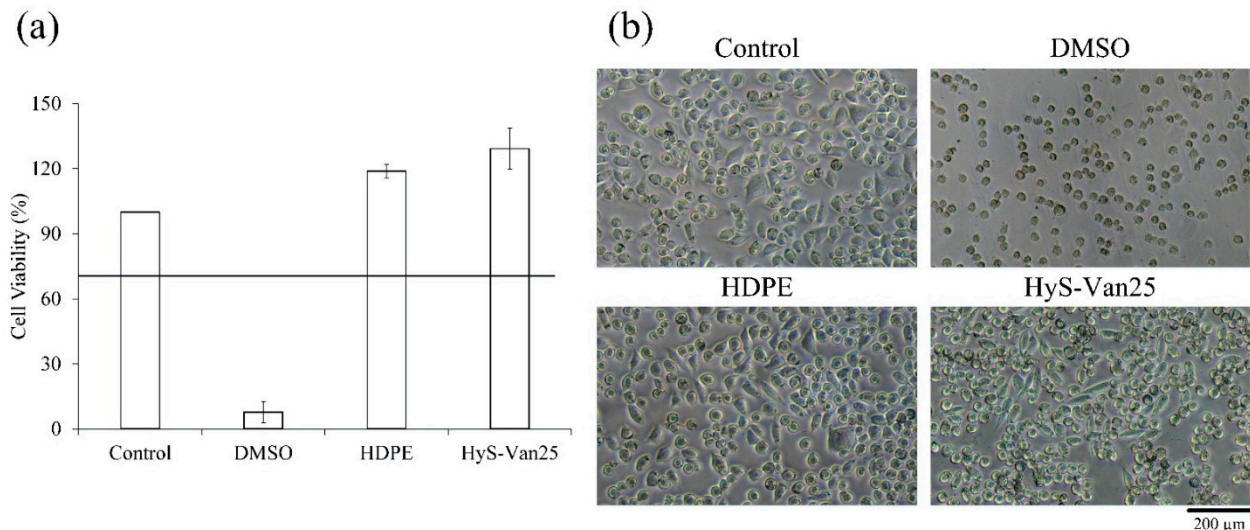 (a)
150
120
90
60
30
0
Cell Viability (%)
Control DMSO HDPE HyS-Van25
(b)
Control DMSO
HDPE HyS-Van25
200 µm